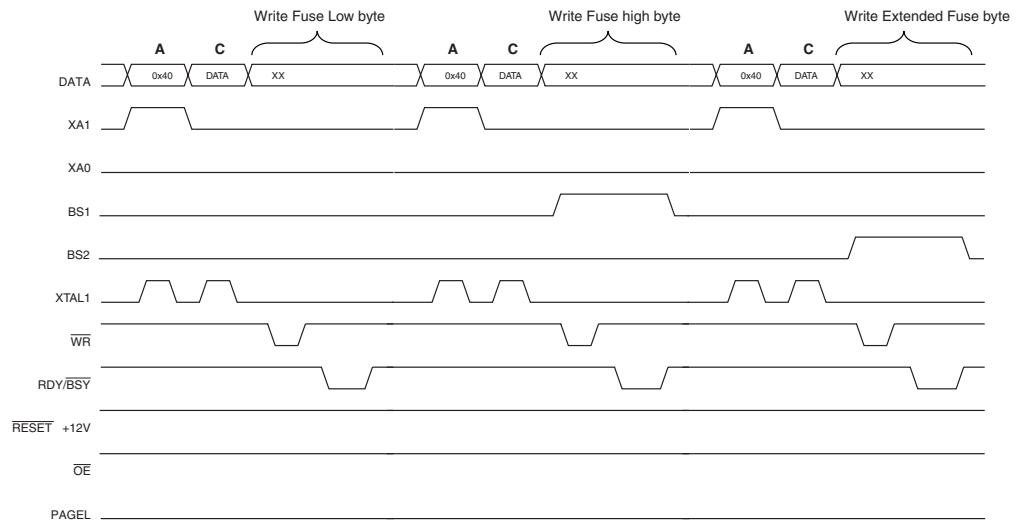 Write Fuse Low byte Write Fuse high byte Write Extended Fuse byte
A C A C A C
DATA 0x40 DATA XX 0x40 DATA XX 0x40 DATA XX
XA1
XA0
BS1
BS2
XTAL1
WR
RDY/BSY
RESET +12V
OE
PAGEL